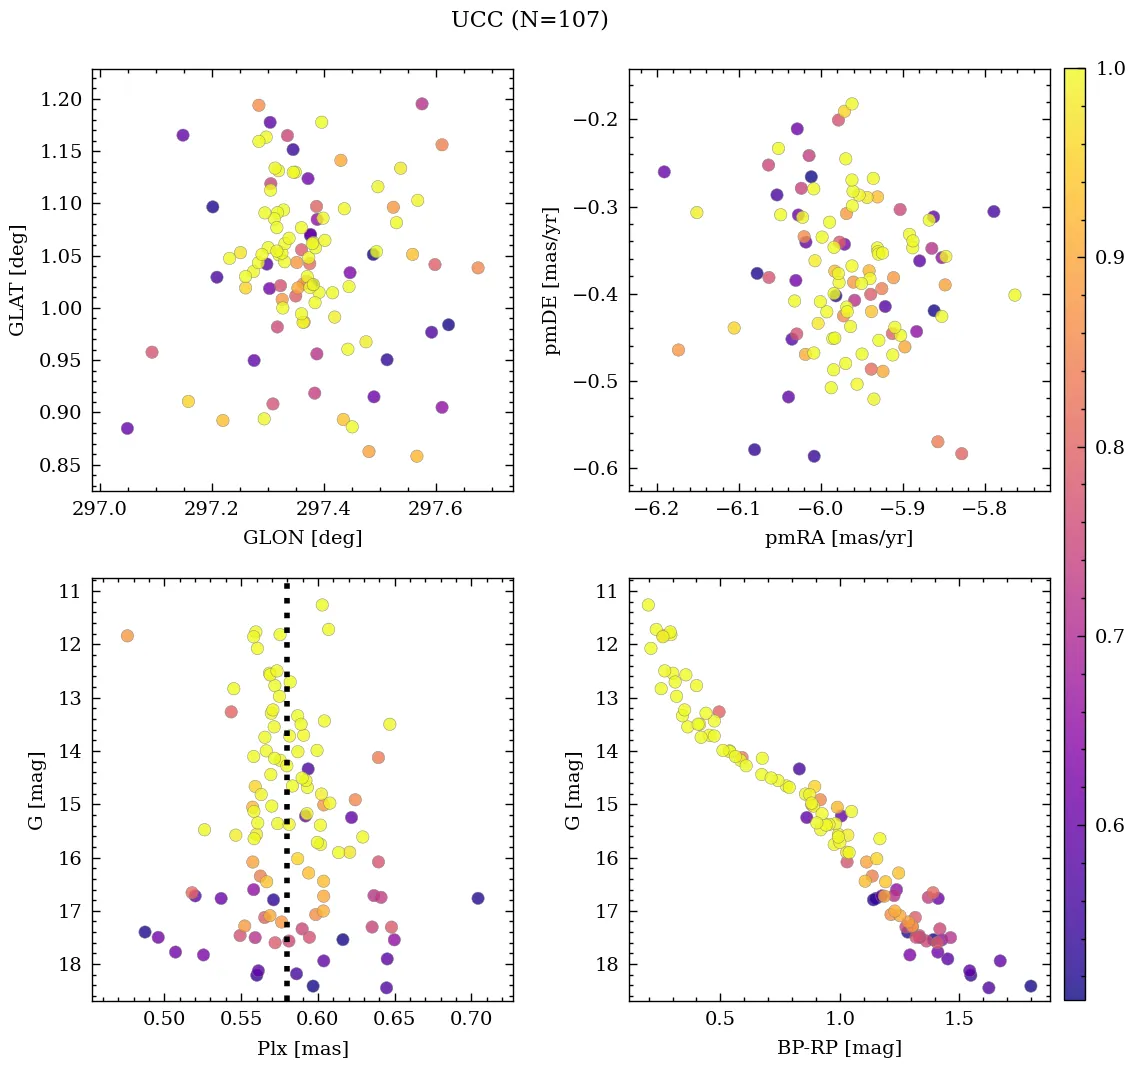 UCC (N=107)
1.20
1.15
1.10
1.05
1.00
0.95
0.90
0.85
GLAT [deg]
297.0 297.2 297.4 297.6
GLON [deg]
−0.2
−0.3
−0.4
−0.5
−0.6
pmDE [mas/yr]
−6.2 −6.1 −6.0 −5.9 −5.8
pmRA [mas/yr]
1.0
0.9
0.8
0.7
0.6
11
12
13
14
15
16
17
18
G [mag]
0.50 0.55 0.60 0.65 0.70
Plx [mas]
11
12
13
14
15
16
17
18
G [mag]
0.5 1.0 1.5
BP-RP [mag]